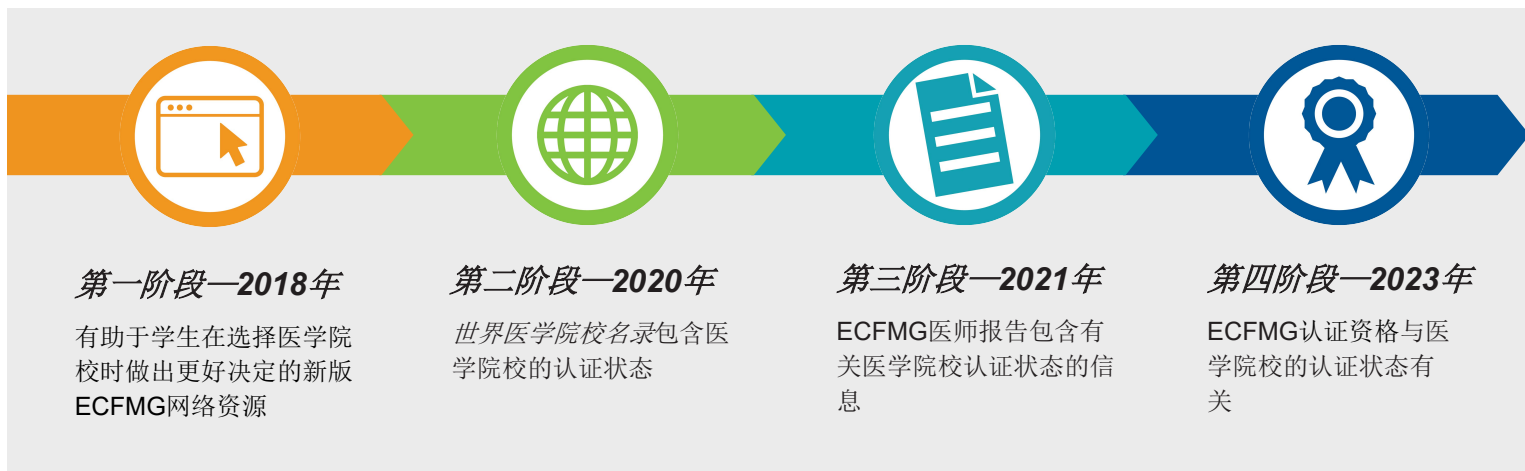 第一阶段—2018年
有助于学生在选择医学院
校时做出更好决定的新版
ECFMG网络资源
第二阶段—2020年
世界医学院校名录包含医
学院校的认证状态
第三阶段—2021年
ECFMG医师报告包含有
关医学院校认证状态的信
息
第四阶段—2023年
ECFMG认证资格与医
学院校的认证状态有
关